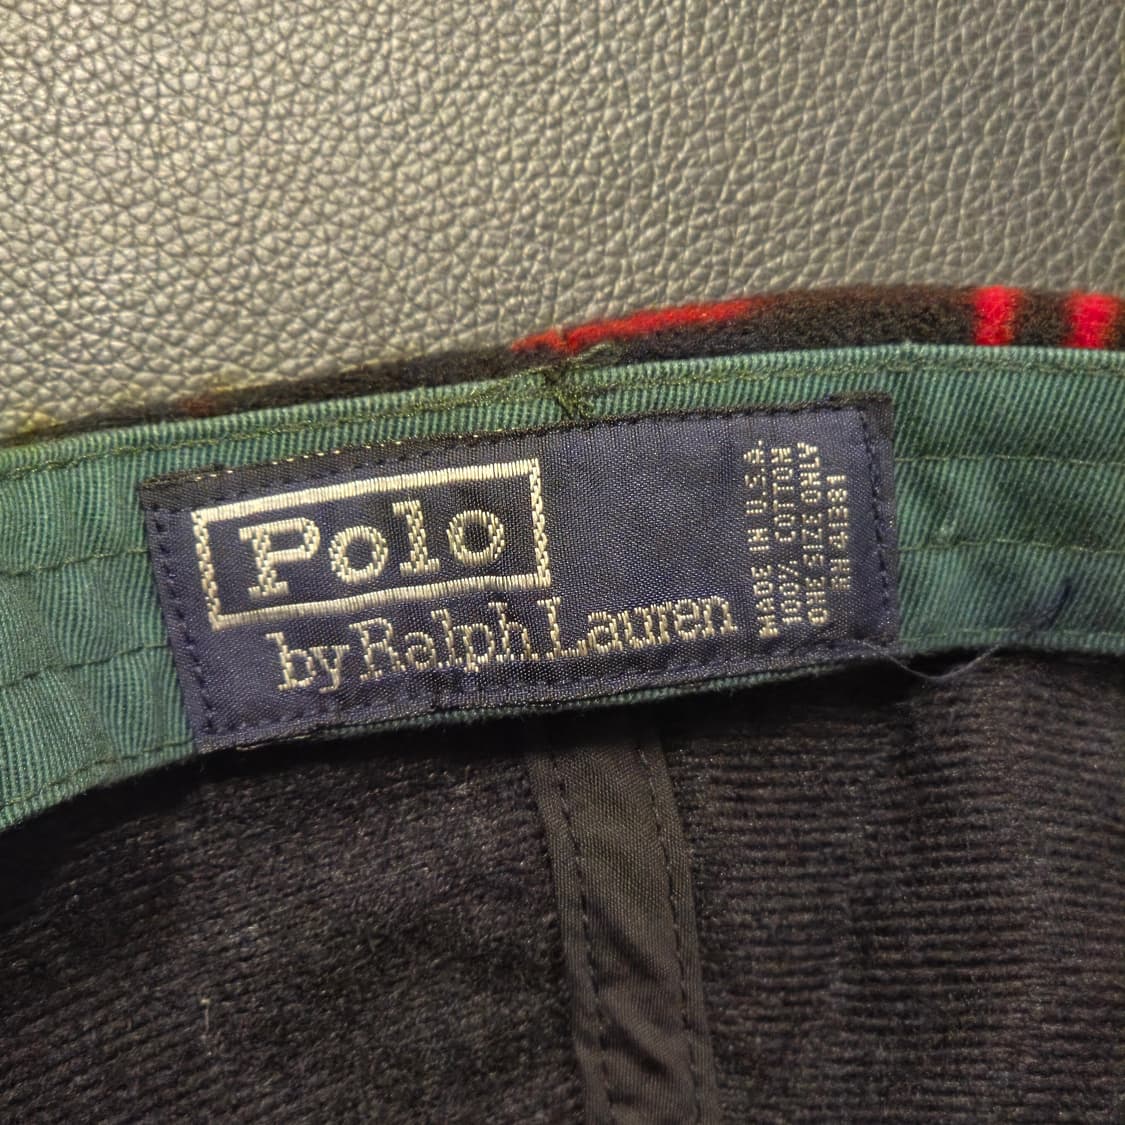 Polo
by Ralph Lauren
MADE IN U.S.A.
100% COTTON
ONE SIZE ONLY
RN 41381